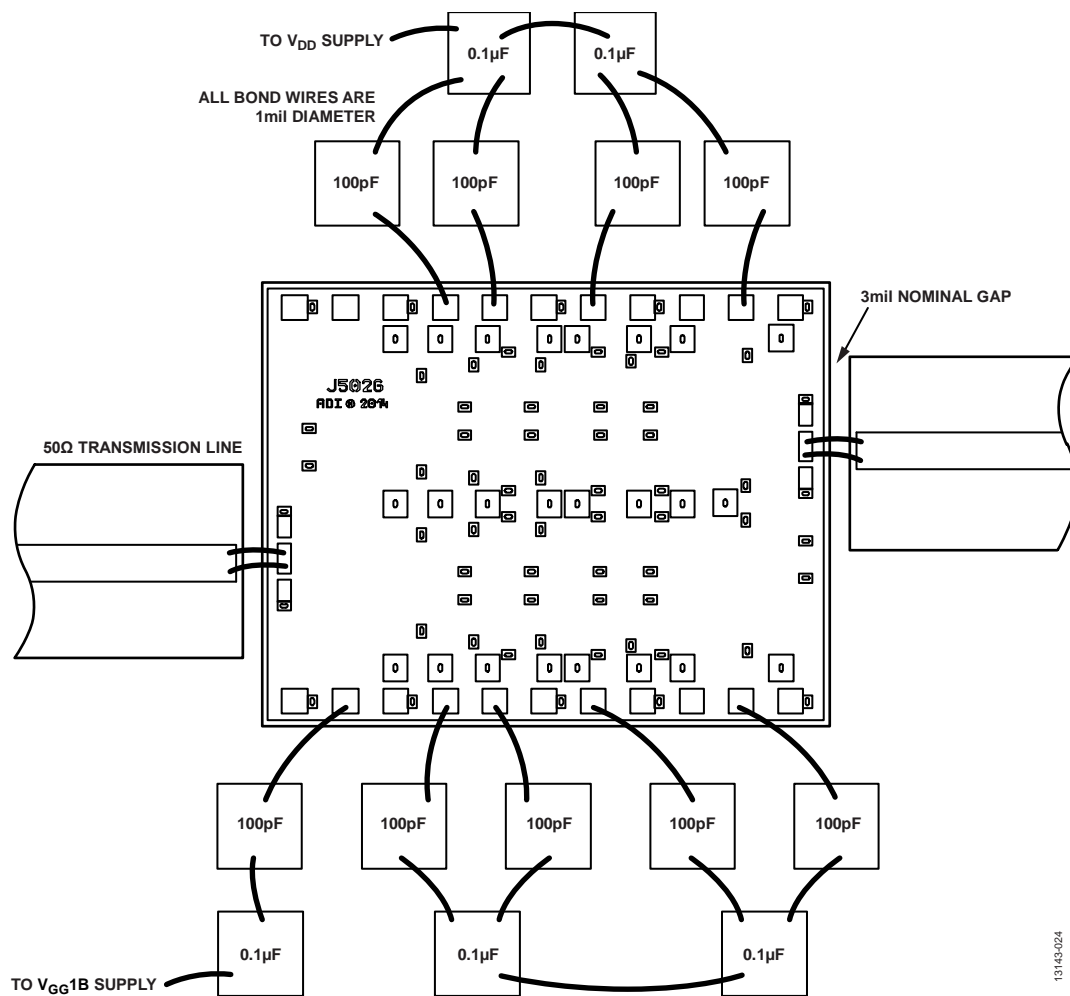 TO VDD SUPPLY
0.1µF
0.1µF
ALL BOND WIRES ARE
1mil DIAMETER
100pF
100pF
100pF
100pF
3mil NOMINAL GAP
J5026
ADI © 2014
50Ω TRANSMISSION LINE
100pF
100pF
100pF
100pF
100pF
0.1µF
0.1µF
0.1µF
TO VGG1B SUPPLY
13143-024